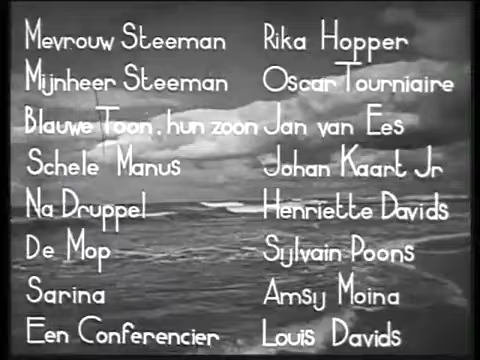 Mevrouw Steeman Rika Hopper
Mijnheer Steeman Oscar Tourniaire
Blauwe Toon, hun zoon Jan van Ees
Schele Manus Johan Kaart Jr
Na Druppel Henriette Davids
De Mop Sylvain Poons
Sarina Amsy Moina
Een Conferencier Louis Davids